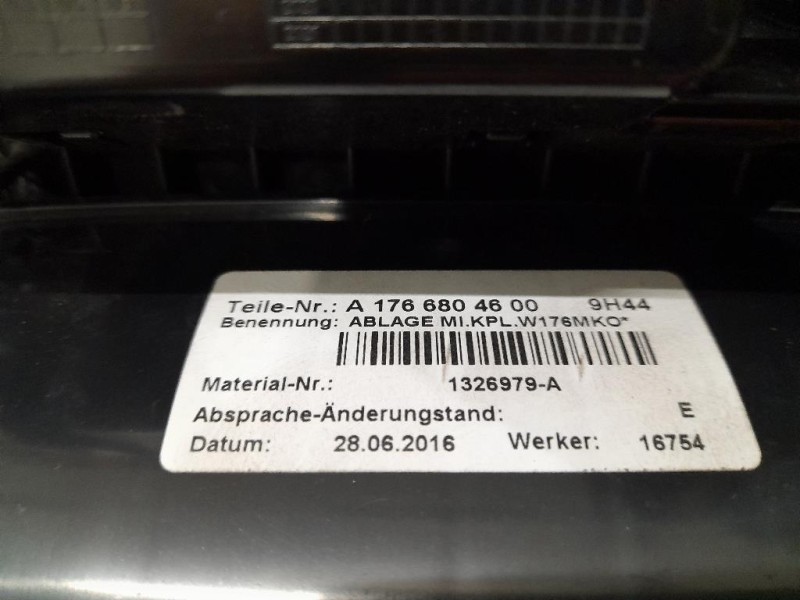 Teile-Nr.: A 176 680 46 00 9H44
Benennung: ABLAGE MI.KPL.W176MKO*
Material-Nr.: 1326979-A
Absprache-Änderungstand: E
Datum: 28.06.2016 Werker: 16754